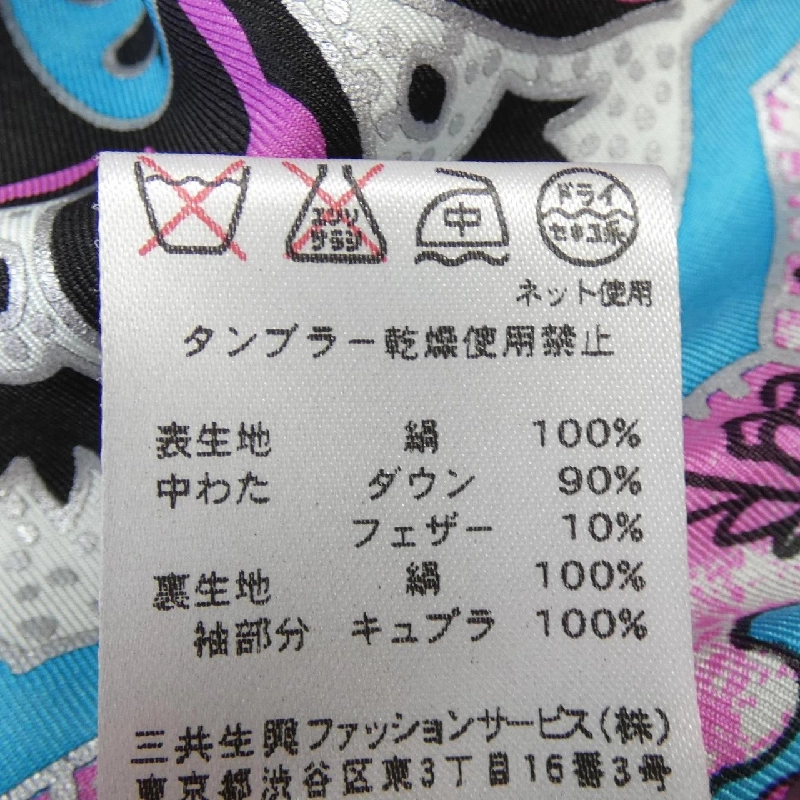 エンソ サラシ 中 ドライ セキユ系
ネット使用
タンブラー乾燥使用禁止
表生地 絹 100%
中わた ダウン 90%
フェザー 10%
裏生地 絹 100%
袖部分 キュプラ 100%
三共生興ファッションサービス(株)
東京都渋谷区東3丁目16番3号